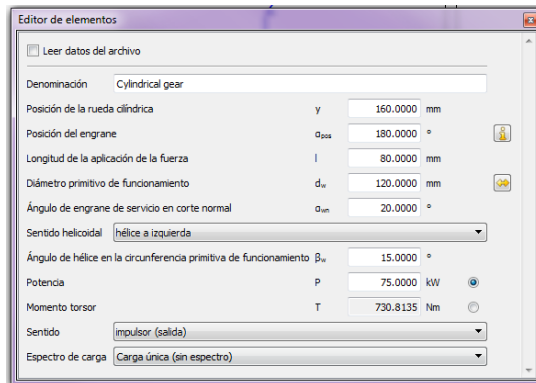 Editor de elementos
Leer datos del archivo
Denominación Cylindrical gear
Posición de la rueda cilíndrica y 160.0000 mm
Posición del engrane αpos 180.0000 °
Longitud de la aplicación de la fuerza l 80.0000 mm
Diámetro primitivo de funcionamiento dw 120.0000 mm
Ángulo de engrane de servicio en corte normal αwn 20.0000 °
Sentido helicoidal hélice a izquierda
Ángulo de hélice en la circunferencia primitiva de funcionamiento βw 15.0000 °
Potencia P 75.0000 kW
Momento torsor T 730.8135 Nm
Sentido impulsor (salida)
Espectro de carga Carga única (sin espectro)